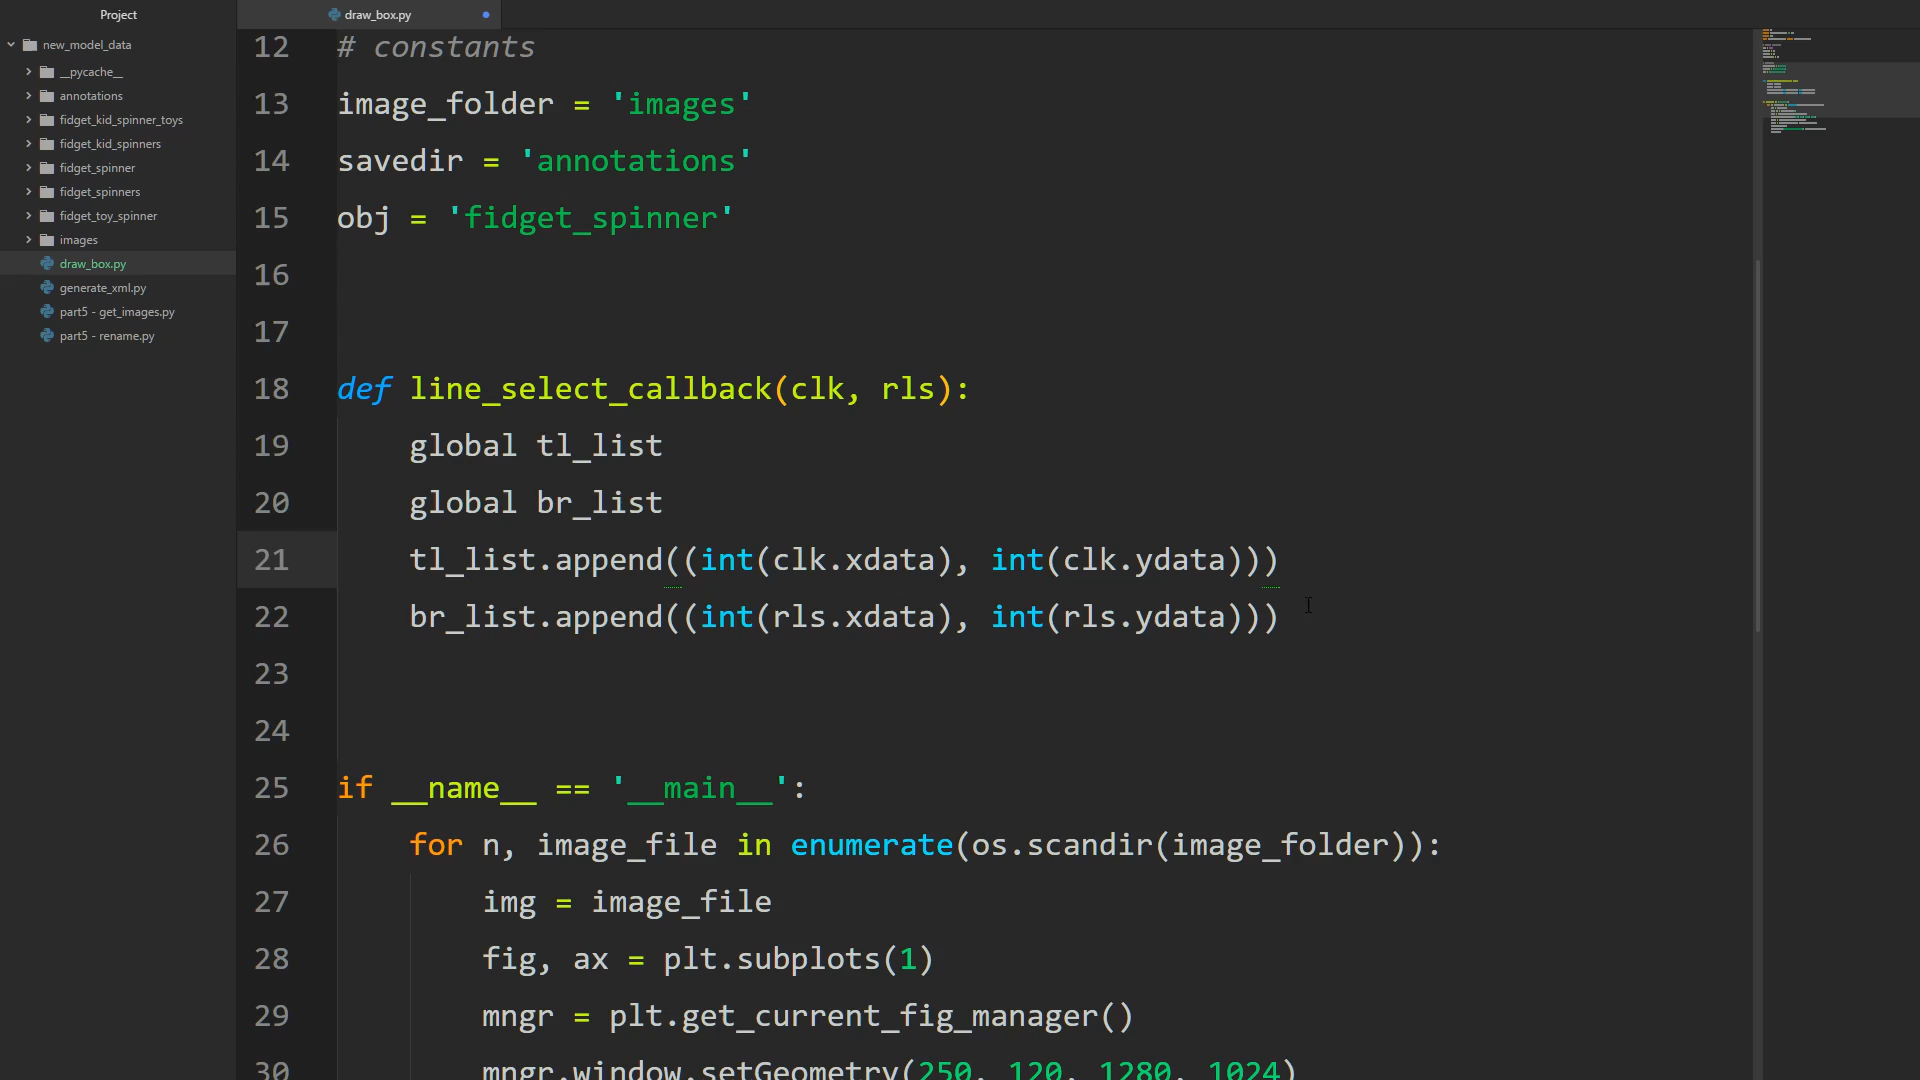 Project
new_model_data
__pycache__
annotations
fidget_kid_spinner_toys
fidget_kid_spinners
fidget_spinner
fidget_spinners
fidget_toy_spinner
images
draw_box.py
generate_xml.py
part5 - get_images.py
part5 - rename.py
draw_box.py
12 # constants
13 image_folder = 'images'
14 savedir = 'annotations'
15 obj = 'fidget_spinner'
16
17
18 def line_select_callback(clk, rls):
19 global tl_list
20 global br_list
21 tl_list.append((int(clk.xdata), int(clk.ydata)))
22 br_list.append((int(rls.xdata), int(rls.ydata)))
23
24
25 if __name__ == '__main__':
26 for n, image_file in enumerate(os.scandir(image_folder)):
27 img = image_file
28 fig, ax = plt.subplots(1)
29 mngr = plt.get_current_fig_manager()
30 mngr.window.setGeometry(250, 120, 1280, 1024)